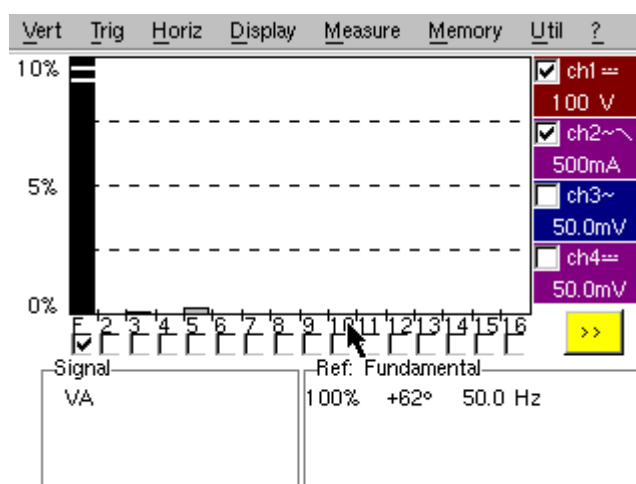 Vert Trig Horiz Display Measure Memory Util ?
10%
ch1
100 V
ch2~
500mA
5%
ch3~
50.0mV
ch4
50.0mV
0%
F 2 3 4 5 6 7 8 9 10 11 12 13 14 15 16
>>
Signal
VA
Ref: Fundamental
100% +62º 50.0 Hz